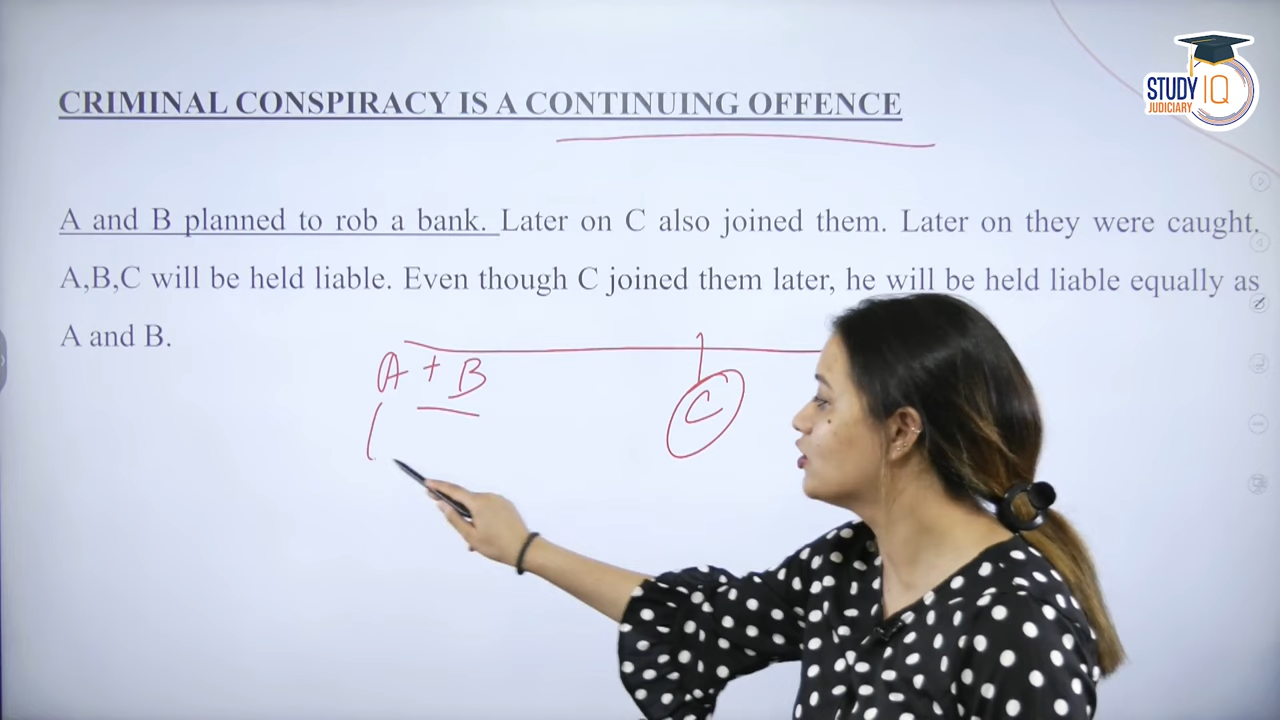 STUDY IQ
JUDICIARY
CRIMINAL CONSPIRACY IS A CONTINUING OFFENCE
A and B planned to rob a bank. Later on C also joined them. Later on they were caught.
A,B,C will be held liable. Even though C joined them later, he will be held liable equally as
A and B.
A + B
C